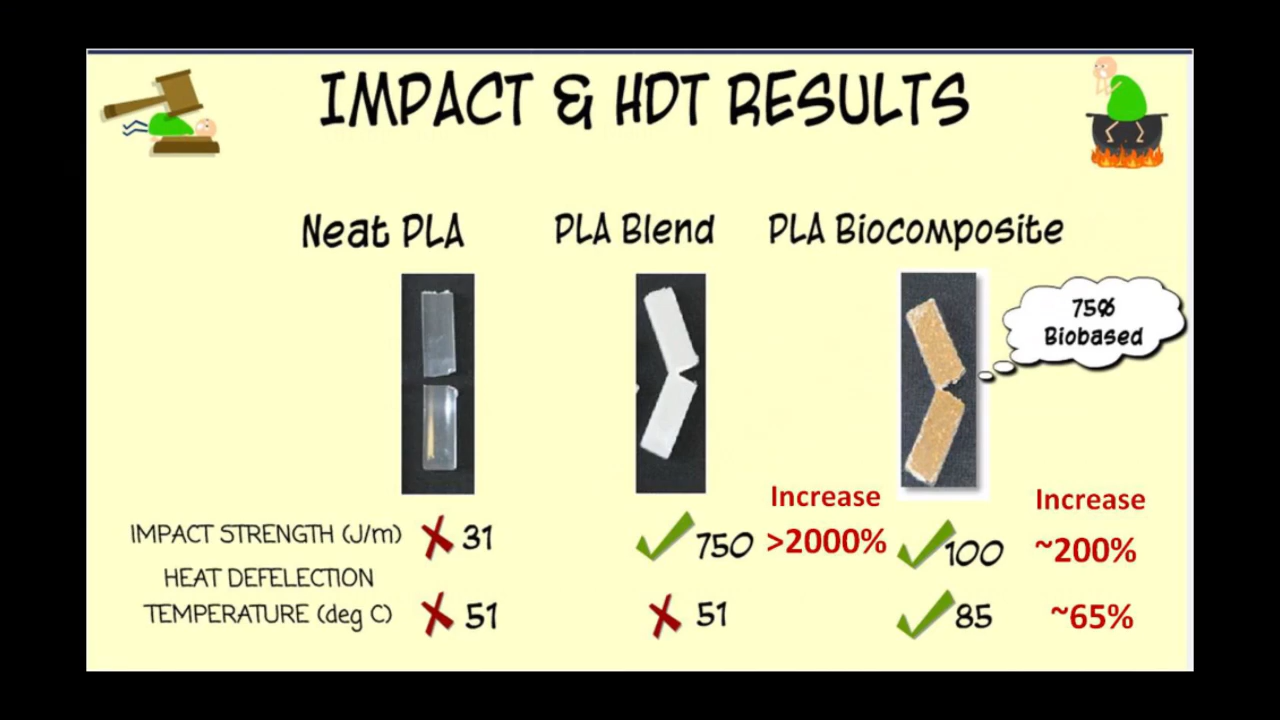 IMPACT & HDT RESULTS
Neat PLA
PLA Blend
PLA Biocomposite
75%
Biobased
Increase
Increase
IMPACT STRENGTH (J/m) 31 750 >2000% 100 ~200%
HEAT DEFELECTION
TEMPERATURE (deg C) 51 51 85 ~65%